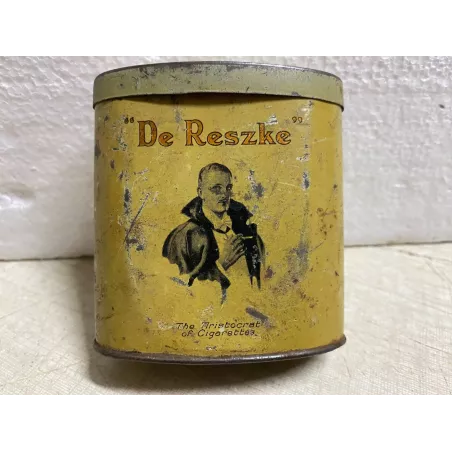 "De Reszke"
The Aristocrat
of Cigarettes